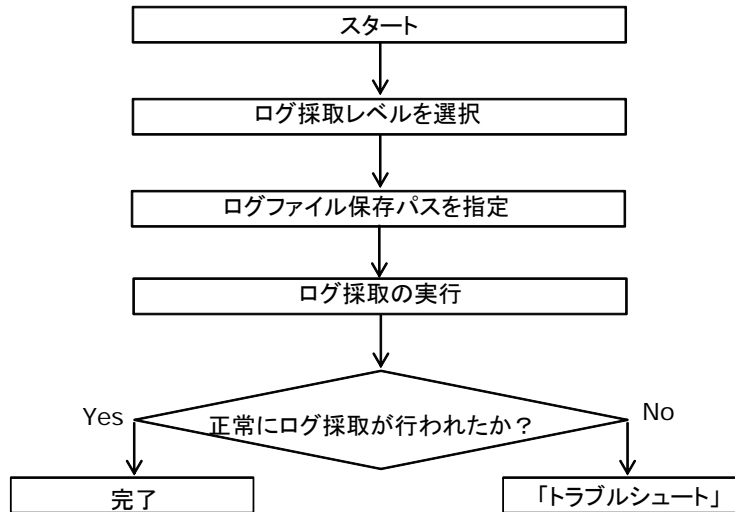 スタート
ログ採取レベルを選択
ログファイル保存パスを指定
ログ採取の実行
正常にログ採取が行われたか？
Yes
No
完了
「トラブルシュート」